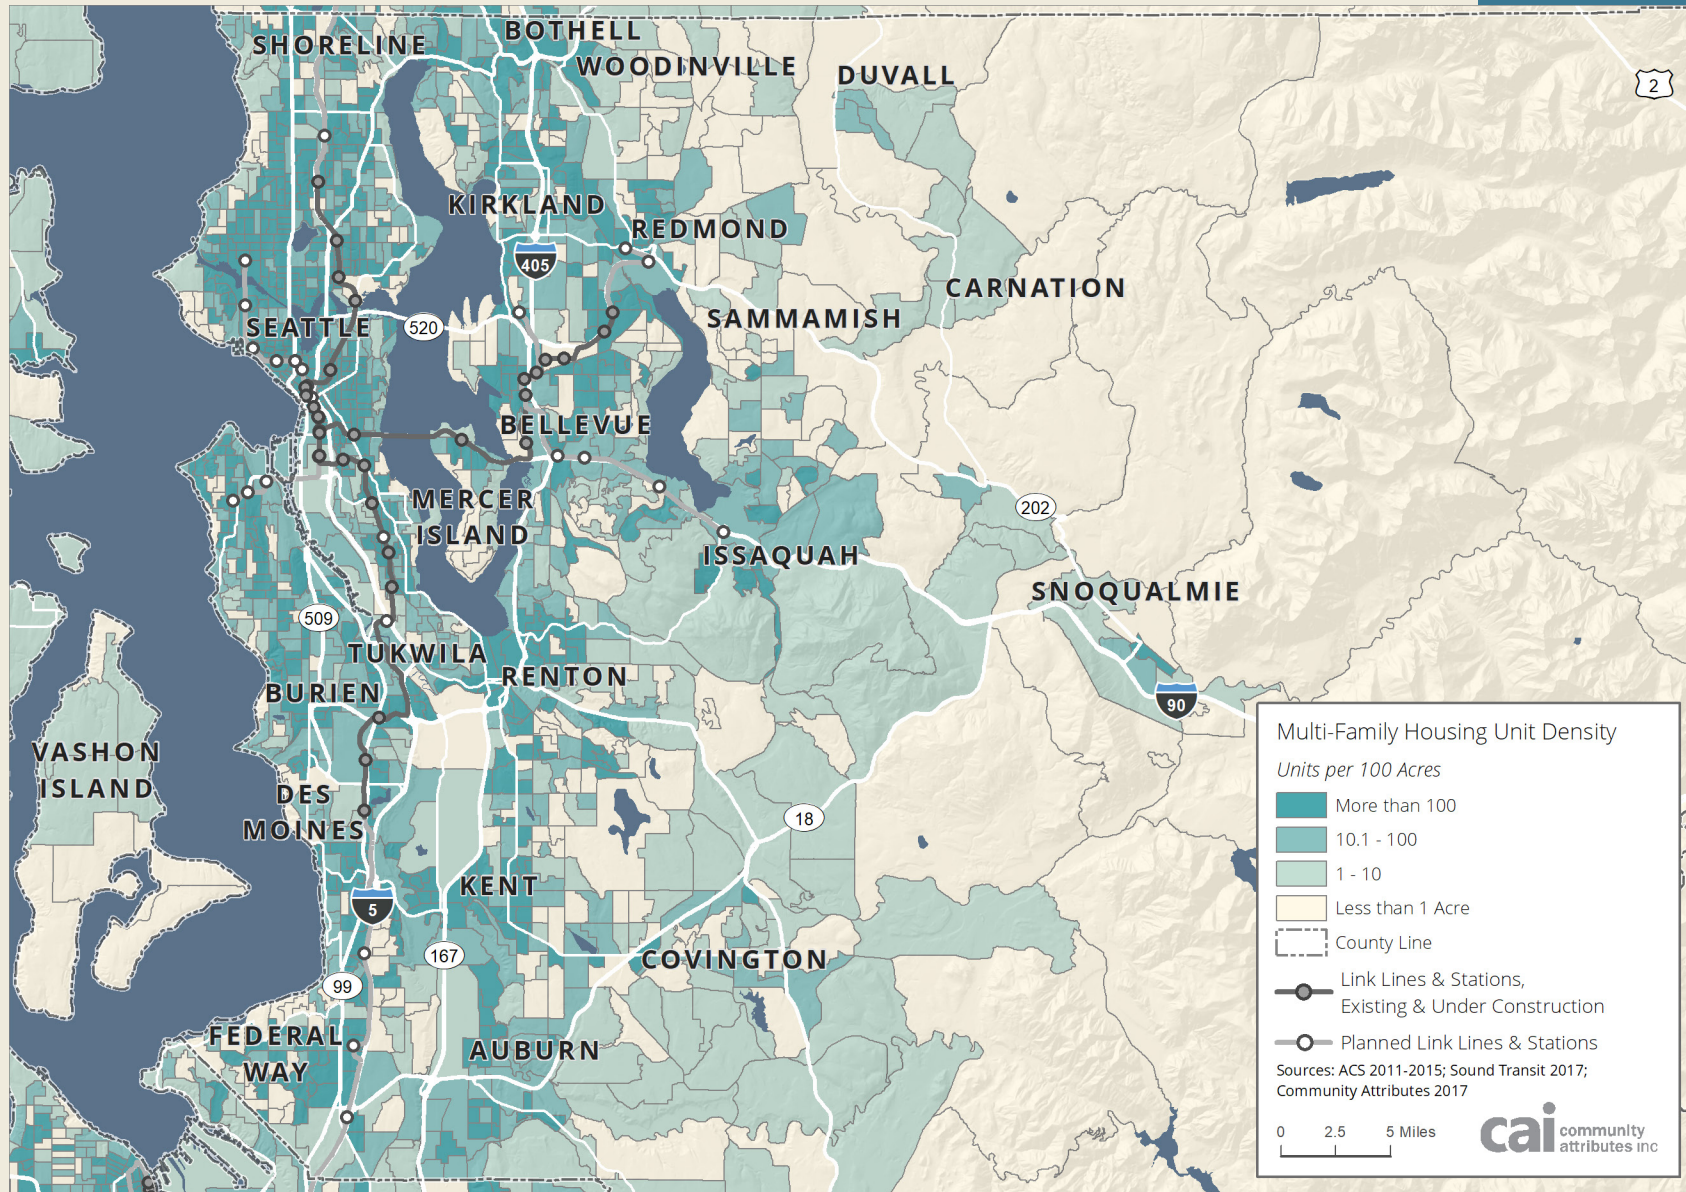 SHORELINE
BOTHELL
WOODINVILLE
DUVALL
2
KIRKLAND
REDMOND
405
CARNATION
SEATTLE
520
SAMMAMISH
BELLEVUE
MERCER
ISLAND
202
ISSAQUAH
SNOQUALMIE
509
TUKWILA
RENTON
BURIEN
90
VASHON
ISLAND
DES
MOINES
18
KENT
5
167
COVINGTON
99
FEDERAL
WAY
AUBURN
Multi-Family Housing Unit Density
Units per 100 Acres
More than 100
10.1 - 100
1 - 10
Less than 1 Acre
County Line
Link Lines & Stations,
Existing & Under Construction
Planned Link Lines & Stations
Sources: ACS 2011-2015; Sound Transit 2017;
Community Attributes 2017
0 2.5 5 Miles
cai community
attributes inc